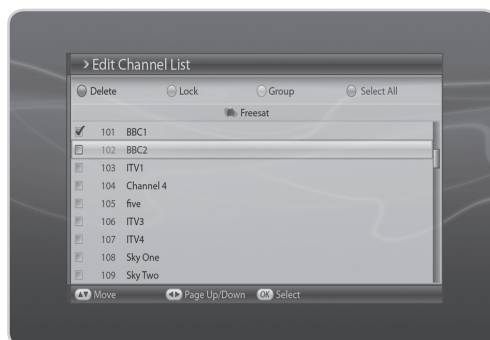 > Edit Channel List
Delete Lock Group Select All
Freesat
101 BBC1
102 BBC2
103 ITV1
104 Channel 4
105 five
106 ITV3
107 ITV4
108 Sky One
109 Sky Two
▲▼ Move ◀▶ Page Up/Down OK Select